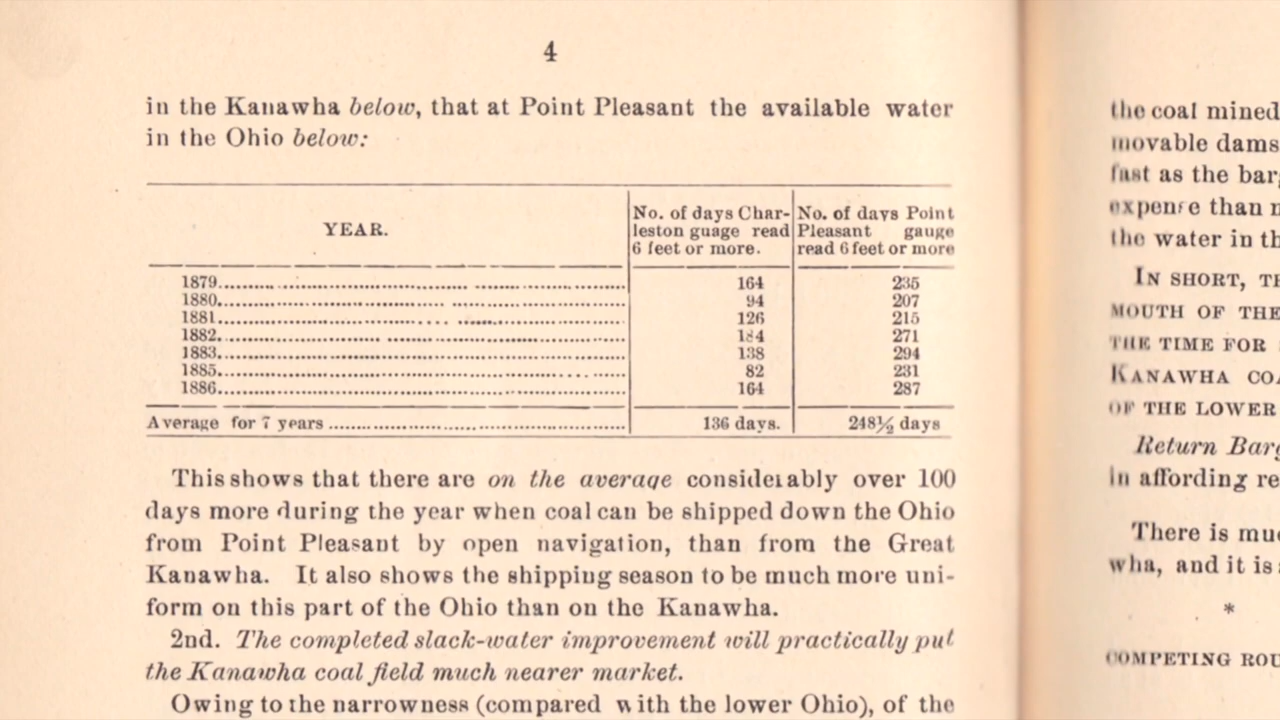 4
in the Kanawha below, that at Point Pleasant the available water
in the Ohio below:
YEAR.
No. of days Char-
leston guage read
6 feet or more.
No. of days Point
Pleasant gauge
read 6 feet or more
1879 164 235
1880 94 207
1881 126 215
1882 184 271
1883 138 294
1885 82 231
1886 164 287
Average for 7 years 136 days. 248½ days
This shows that there are on the average considerably over 100
days more during the year when coal can be shipped down the Ohio
from Point Pleasant by open navigation, than from the Great
Kanawha. It also shows the shipping season to be much more uni-
form on this part of the Ohio than on the Kanawha.
2nd. The completed slack-water improvement will practically put
the Kanawha coal field much nearer market.
Owing to the narrowness (compared with the lower Ohio), of the
the coal mined
movable dams
fast as the
expense than
the water in
IN SHORT,
MOUTH OF THE
THE TIME FOR
KANAWHA
OF THE LOWER
Return
in affording
There is
wha, and it is
*
COMPETING